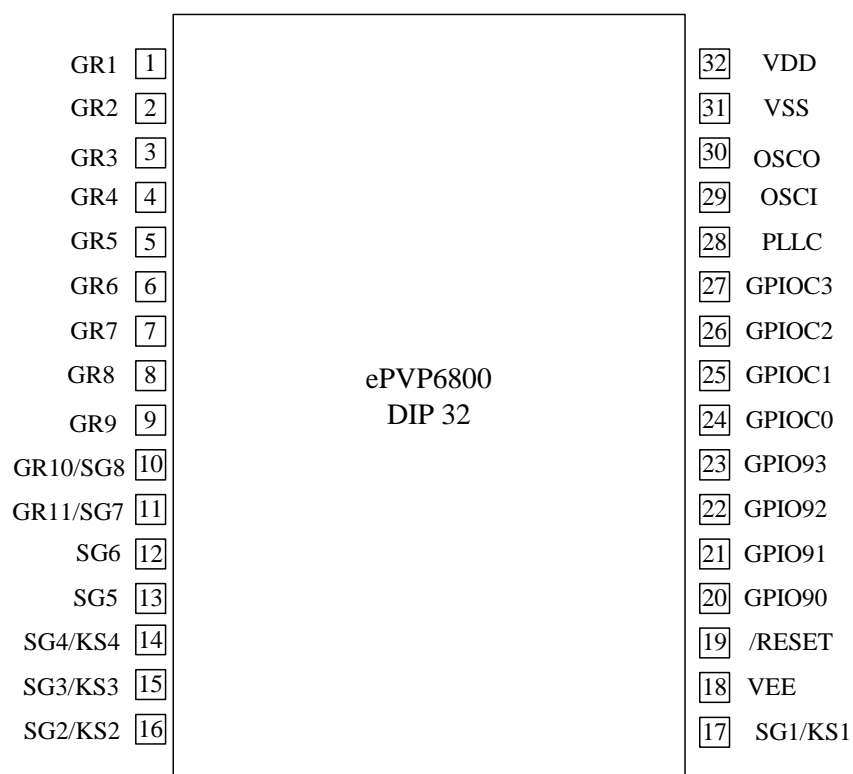 GR1 1 32 VDD
GR2 2 31 VSS
GR3 3 30 OSCO
GR4 4 29 OSCI
GR5 5 28 PLLC
GR6 6 27 GPIOC3
GR7 7 26 GPIOC2
GR8 8 ePVP6800 25 GPIOC1
GR9 9 DIP 32 24 GPIOC0
GR10/SG8 10 23 GPIO93
GR11/SG7 11 22 GPIO92
SG6 12 21 GPIO91
SG5 13 20 GPIO90
SG4/KS4 14 19 /RESET
SG3/KS3 15 18 VEE
SG2/KS2 16 17 SG1/KS1